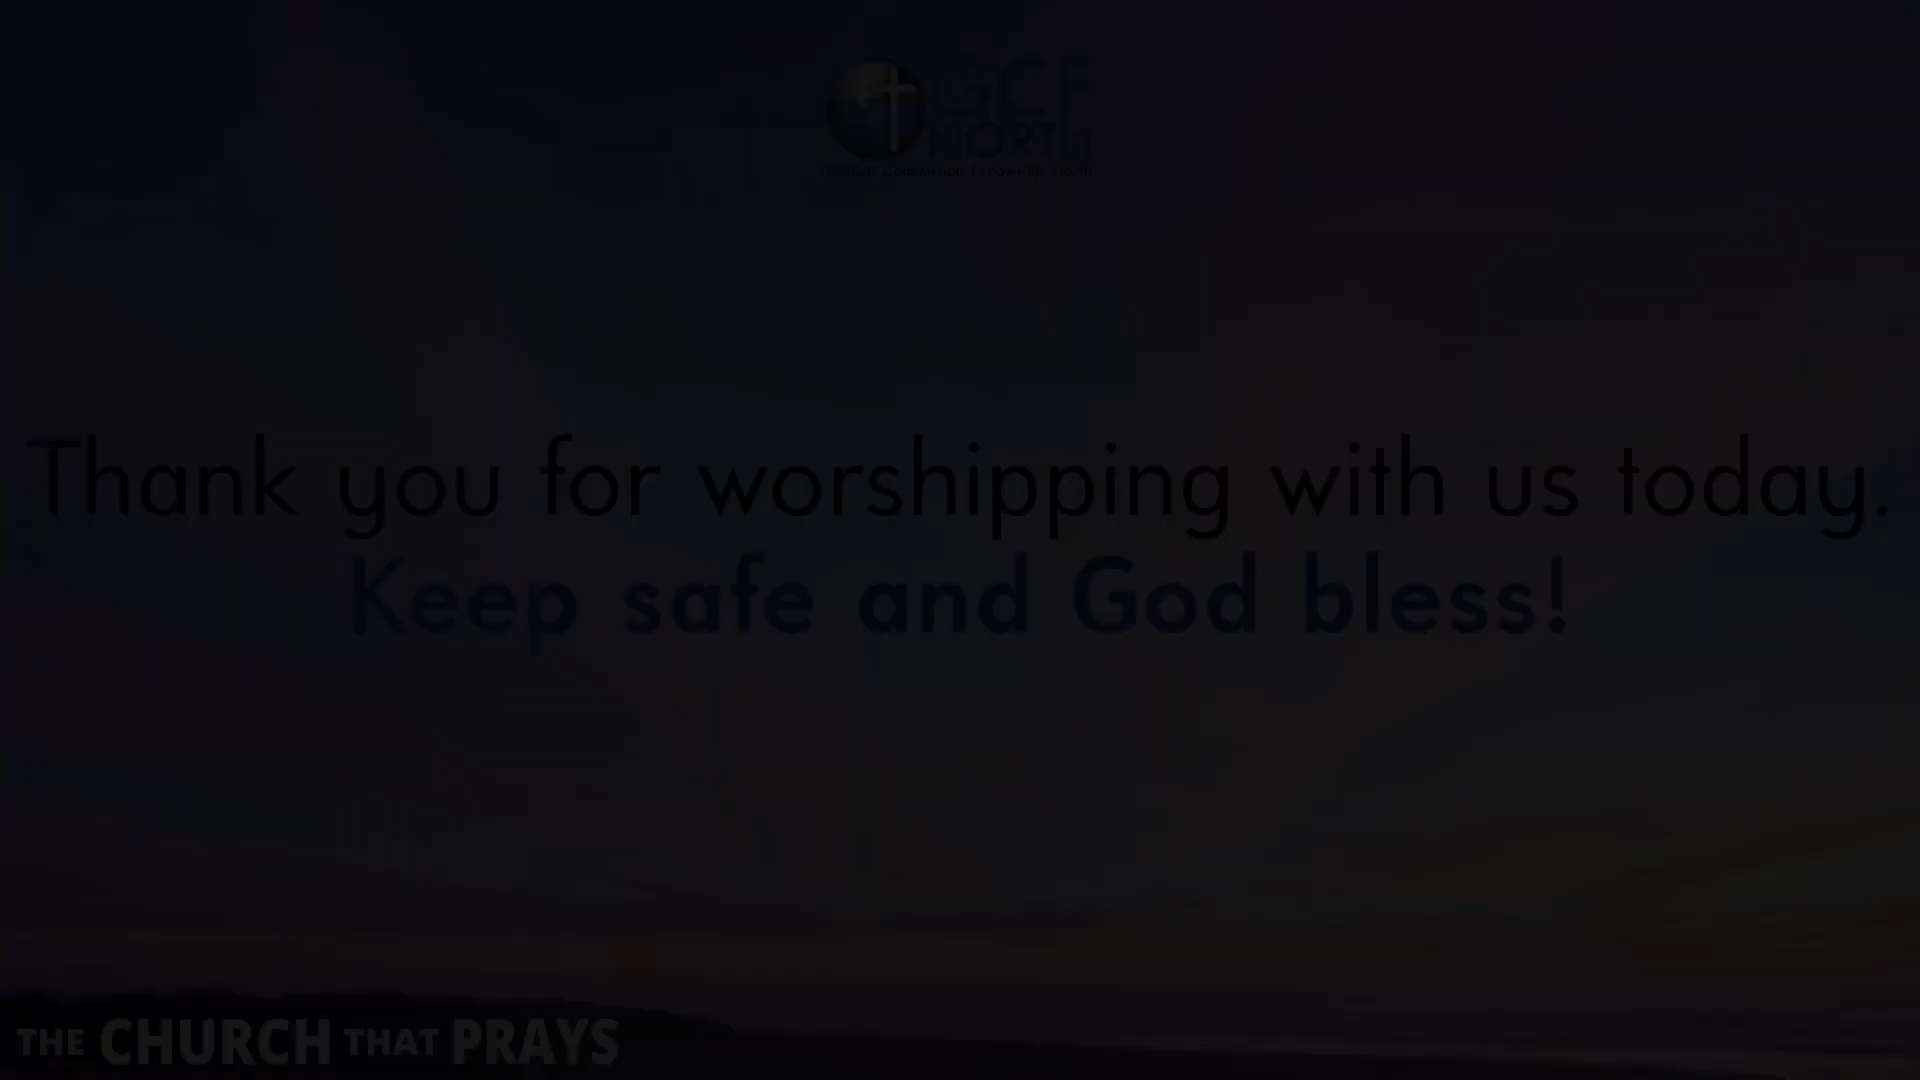 GCF
NORTH
Thank you for worshipping with us today.
Keep safe and God bless!
THE CHURCH THAT PRAYS